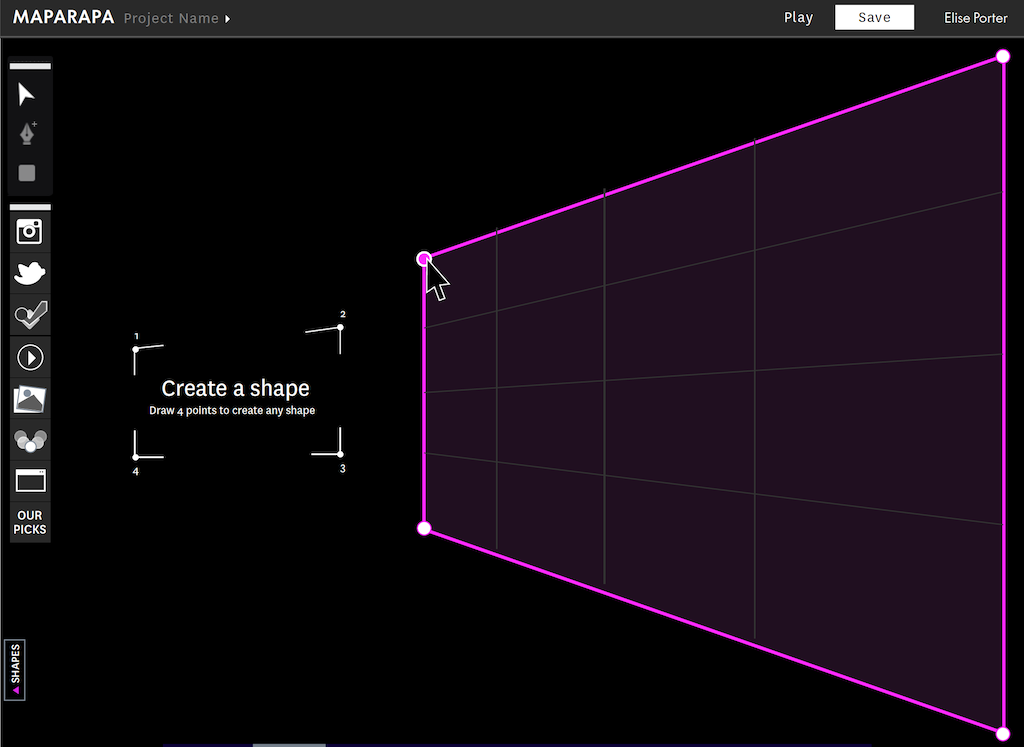 MAPARAPA Project Name
Play
Save
Elise Porter
1
2
Create a shape
Draw 4 points to create any shape
4
3
OUR
PICKS
SHAPES